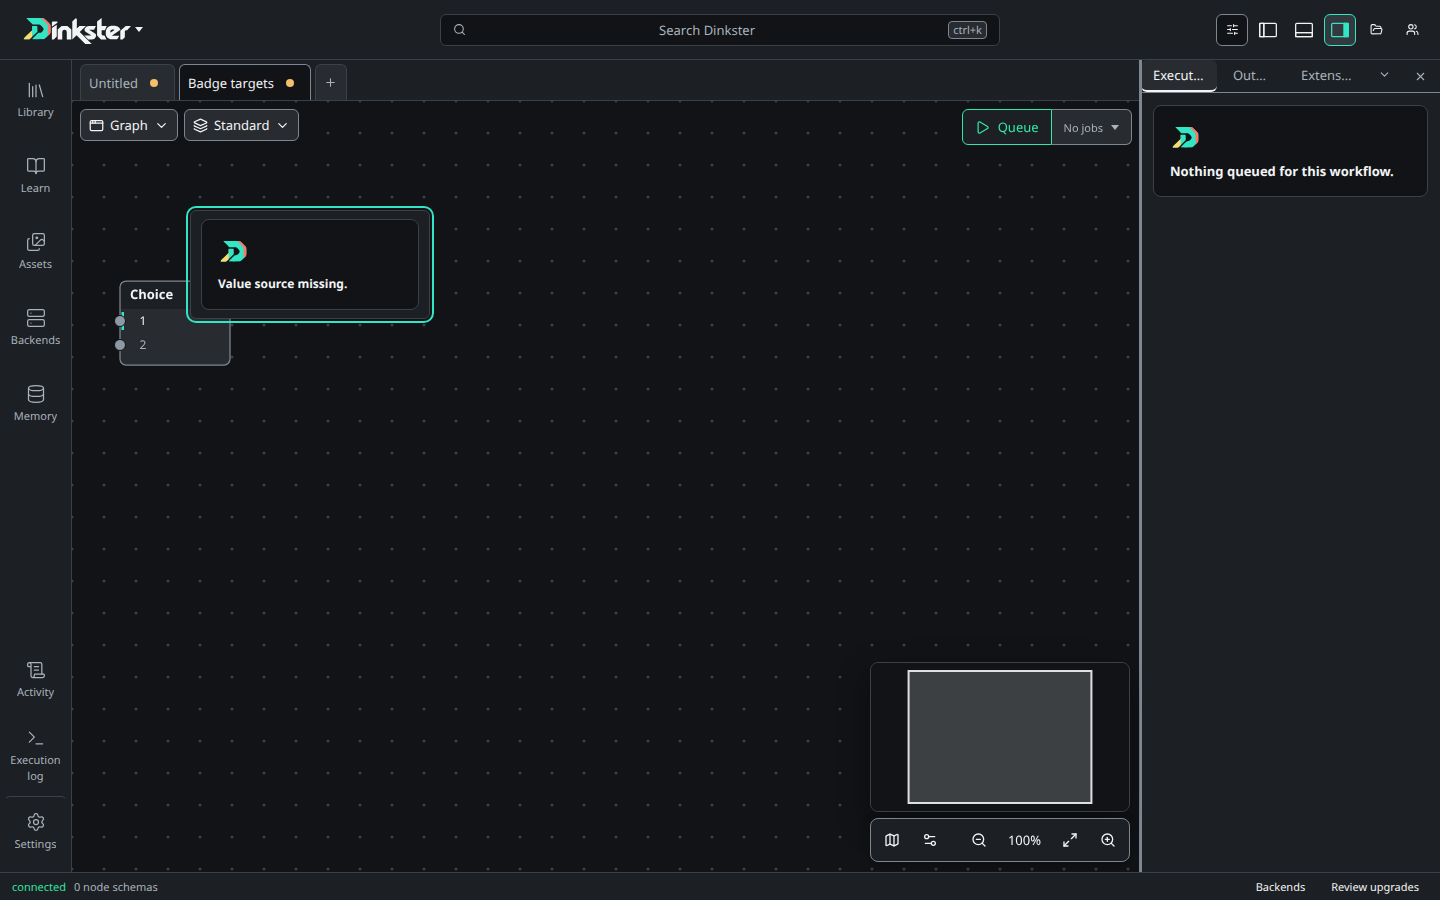 Dinkster
Search Dinkster
ctrl+k
Untitled
Badge targets
Execut...
Out...
Extens...
Library
Learn
Assets
Backends
Memory
Activity
Execution
log
Settings
Graph
Standard
Queue
No jobs
Nothing queued for this workflow.
Value source missing.
Choice
1
2
100%
connected
0 node schemas
Backends
Review upgrades